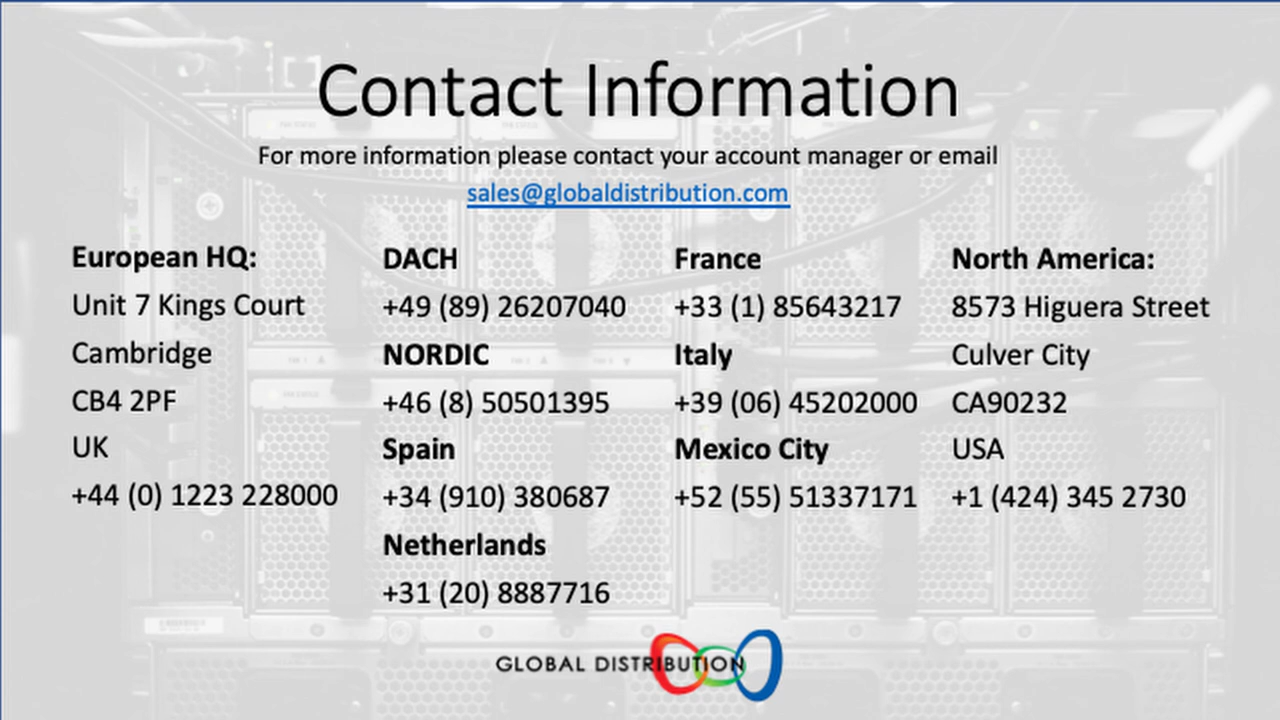 Contact Information
For more information please contact your account manager or email
sales@globaldistribution.com
European HQ:
Unit 7 Kings Court
Cambridge
CB4 2PF
UK
+44 (0) 1223 228000
DACH
+49 (89) 26207040
NORDIC
+46 (8) 50501395
Spain
+34 (910) 380687
Netherlands
+31 (20) 8887716
France
+33 (1) 85643217
Italy
+39 (06) 45202000
Mexico City
+52 (55) 51337171
North America:
8573 Higuera Street
Culver City
CA90232
USA
+1 (424) 345 2730
GLOBAL DISTRIBUTION